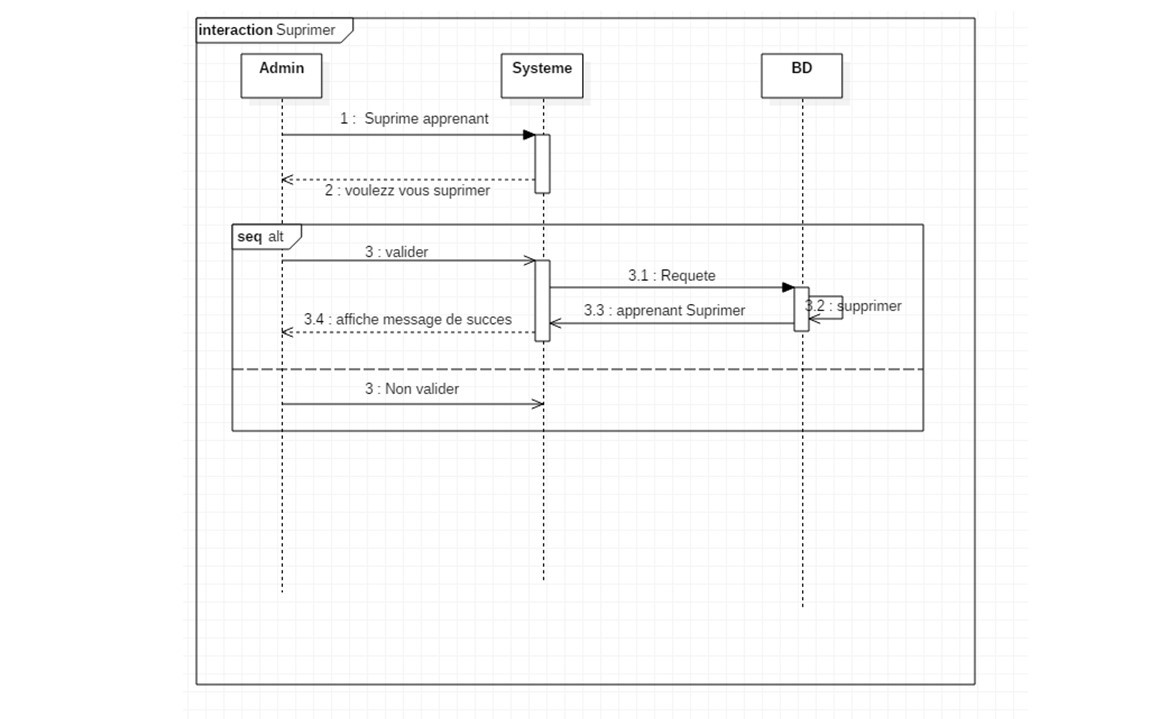 interaction Suprimer
Admin
Systeme
BD
1 : Suprime apprenant
2 : voulezz vous suprimer
seq alt
3 : valider
3.1 : Requete
3.2 : supprimer
3.3 : apprenant Suprimer
3.4 : affiche message de succes
3 : Non valider